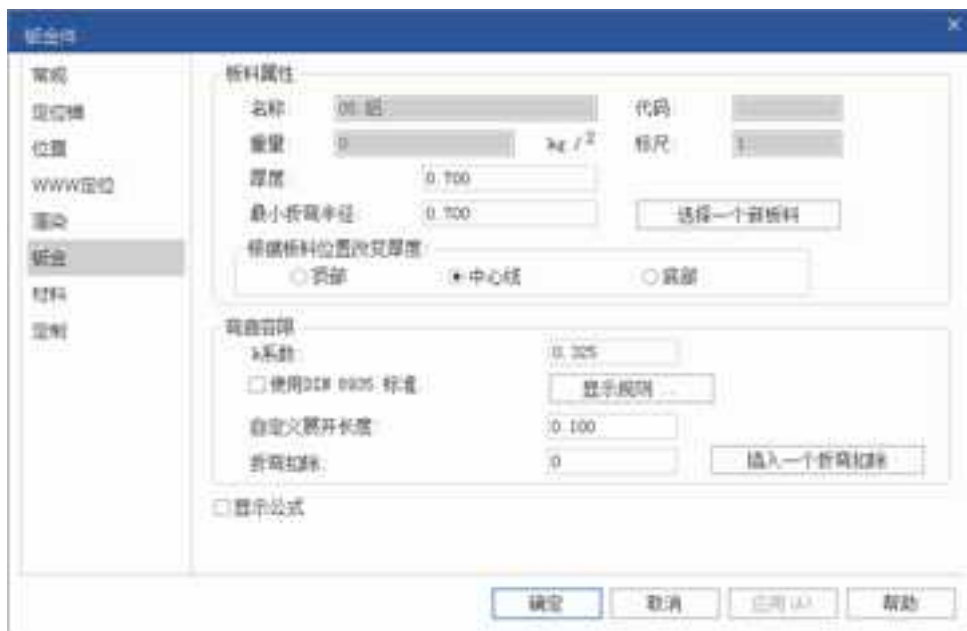 钣金件
常规
定位锚
位置
WWW定位
渲染
钣金
材料
定制
板料属性
名称
代码
重量 0 kg / 2 标尺 1
厚度: 0.700
最小折弯半径: 0.700 选择一个新板料
根据板料位置改变厚度:
顶部 中心线 底部
弯曲容限
k系数: 0.325
使用DIN 6935 标准 显示规则 ..
自定义展开长度: 0.100
折弯扣除: 0 插入一个折弯扣除
显示公式
确定 取消 应用(A) 帮助